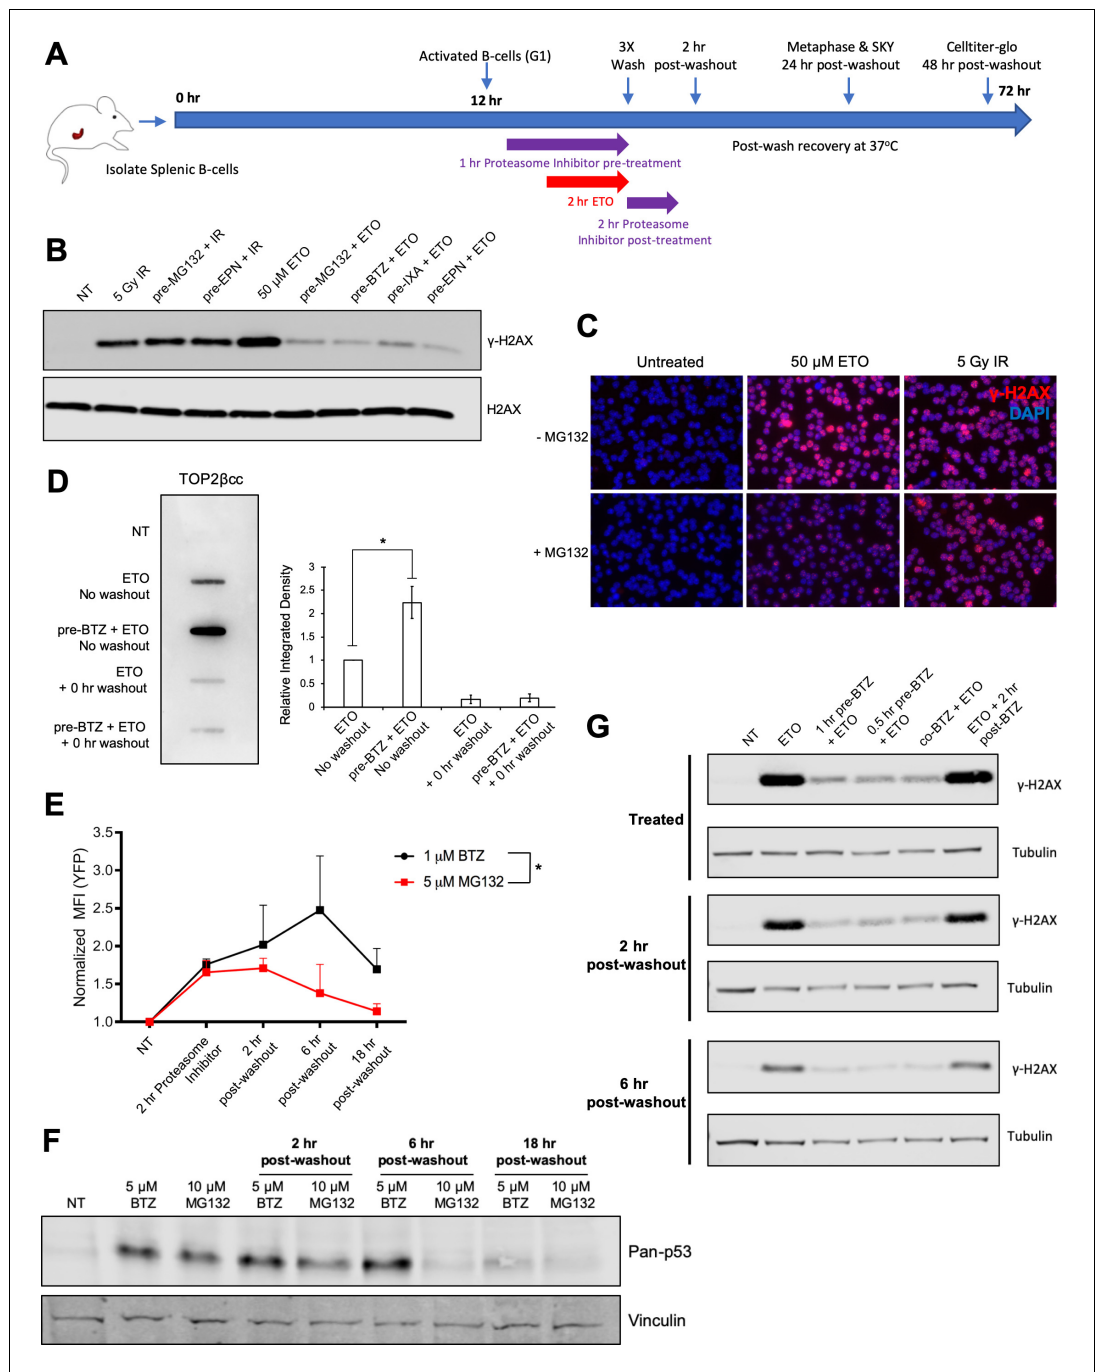 A
Activated B-cells (G1)
3X
Wash
2 hr
post-washout
Metaphase & SKY
24 hr post-washout
Celltiter-glo
48 hr post-washout
0 hr
12 hr
72 hr
Isolate Splenic B-cells
1 hr Proteasome Inhibitor pre-treatment
Post-wash recovery at 37°C
2 hr ETO
2 hr Proteasome
Inhibitor post-treatment
B
NT
5 Gy IR
pre-MG132 + IR
pre-EPN + IR
50 µM ETO
pre-MG132 + ETO
pre-BTZ + ETO
pre-IXA + ETO
pre-EPN + ETO
γ-H2AX
H2AX
C
Untreated
50 µM ETO
5 Gy IR
γ-H2AX
DAPI
- MG132
+ MG132
D
TOP2βcc
NT
ETO
No washout
pre-BTZ + ETO
No washout
ETO
+ 0 hr washout
pre-BTZ + ETO
+ 0 hr washout
*
Relative Integrated Density
3
2.5
2
1.5
1
0.5
0
ETO
No washout
pre-BTZ + ETO
No washout
ETO
+ 0 hr washout
pre-BTZ + ETO
+ 0 hr washout
E
Normalized MFI (YFP)
3.5
3.0
2.5
2.0
1.5
1.0
1 µM BTZ
5 µM MG132
*
NT
2 hr Proteasome
Inhibitor
2 hr
post-washout
6 hr
post-washout
18 hr
post-washout
F
2 hr
post-washout
6 hr
post-washout
18 hr
post-washout
NT
5 µM
BTZ
10 µM
MG132
5 µM
BTZ
10 µM
MG132
5 µM
BTZ
10 µM
MG132
5 µM
BTZ
10 µM
MG132
Pan-p53
Vinculin
G
NT
ETO
1 hr pre-BTZ
+ ETO
0.5 hr pre-BTZ
+ ETO
co-BTZ + ETO
ETO + 2 hr
post-BTZ
Treated
γ-H2AX
Tubulin
2 hr
post-washout
γ-H2AX
Tubulin
6 hr
post-washout
γ-H2AX
Tubulin